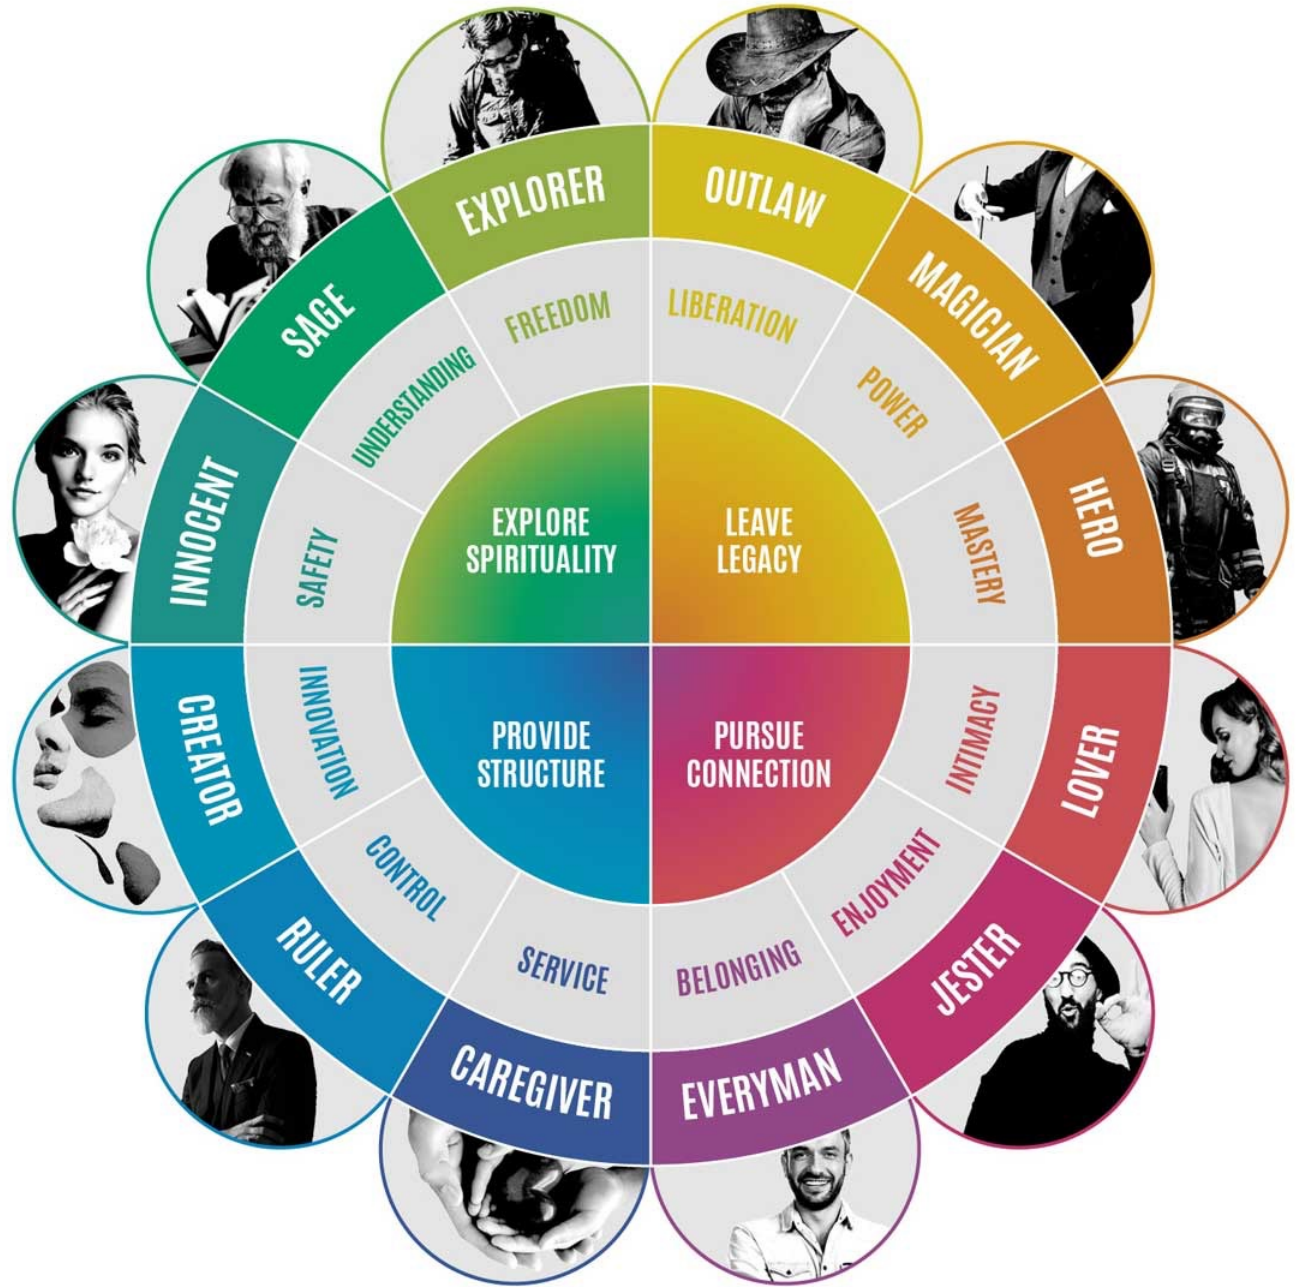 EXPLORER
OUTLAW
MAGICIAN
HERO
LOVER
JESTER
EVERYMAN
CAREGIVER
RULER
CREATOR
INNOCENT
SAGE
FREEDOM
LIBERATION
POWER
MASTERY
INTIMACY
ENJOYMENT
BELONGING
SERVICE
CONTROL
INNOVATION
SAFETY
UNDERSTANDING
EXPLORE
SPIRITUALITY
LEAVE
LEGACY
PROVIDE
STRUCTURE
PURSUE
CONNECTION